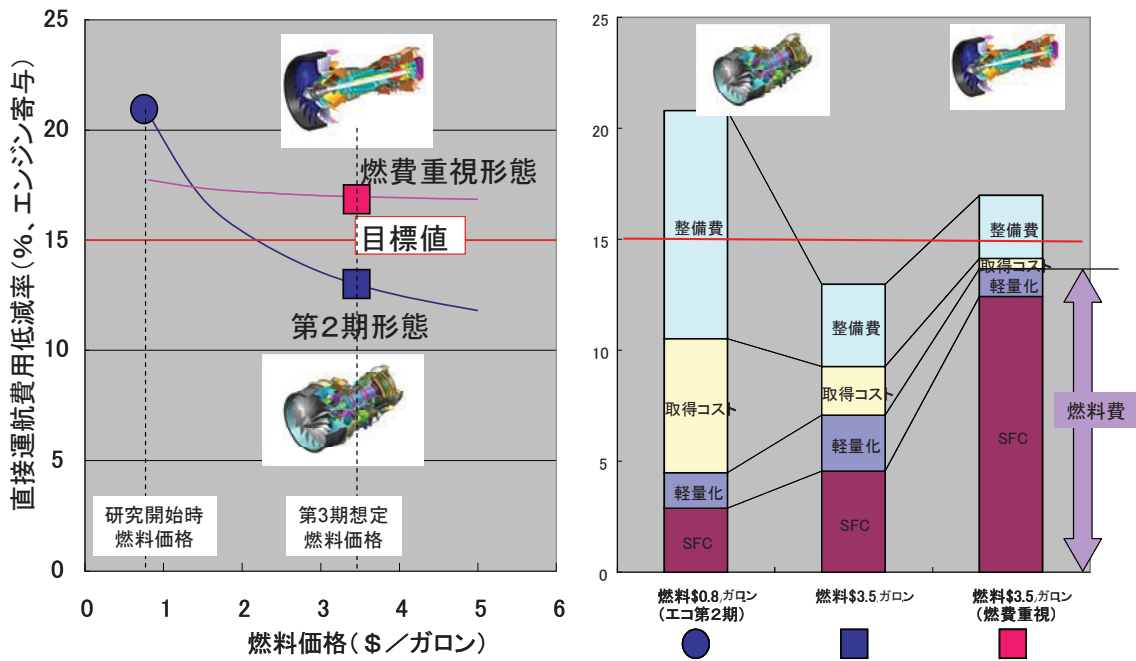 直接運航費用低減率(%、エンジン寄与)
25
20
15
10
5
0
燃費重視形態
目標値
第2期形態
研究開始時
燃料価格
第3期想定
燃料価格
0
1
2
3
4
5
6
燃料価格($/ガロン)
25
20
15
10
5
0
整備費
取得コスト
軽量化
SFC
整備費
取得コスト
軽量化
SFC
整備費
取得コスト
軽量化
SFC
燃料費
燃料$0.8/ガロン
(エコ第2期)
燃料$3.5/ガロン
燃料$3.5/ガロン
(燃費重視)